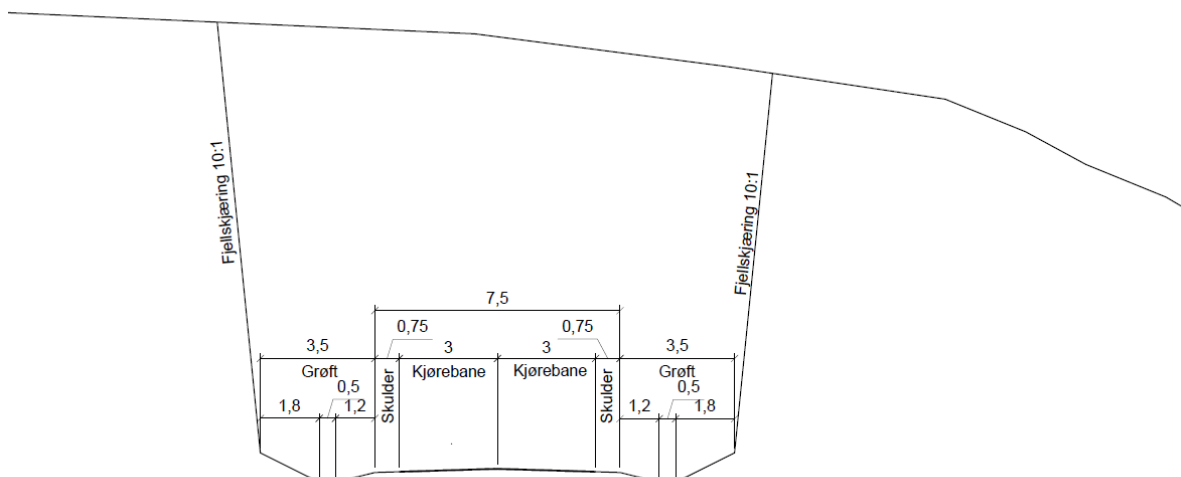 Fjellskjæring 10:1
Fjellskjæring 10:1
7,5
0,75
0,75
3,5
3
3
3,5
Grøft
Kjørebane
Kjørebane
Grøft
Skulder
Skulder
0,5
0,5
1,8
1,2
1,2
1,8